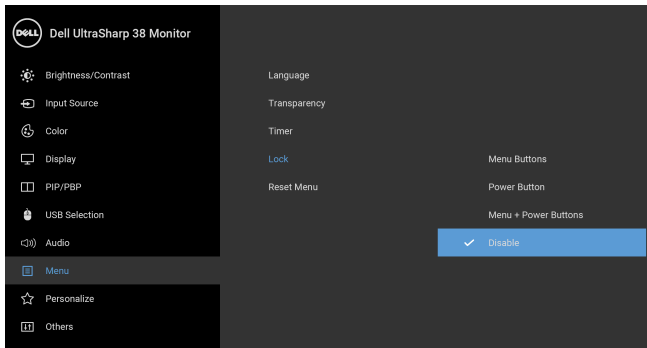 DELL
Dell UltraSharp 38 Monitor
Brightness/Contrast
Input Source
Color
Display
PIP/PBP
USB Selection
Audio
Menu
Personalize
Others
Language
Transparency
Timer
Lock
Reset Menu
Menu Buttons
Power Button
Menu + Power Buttons
Disable